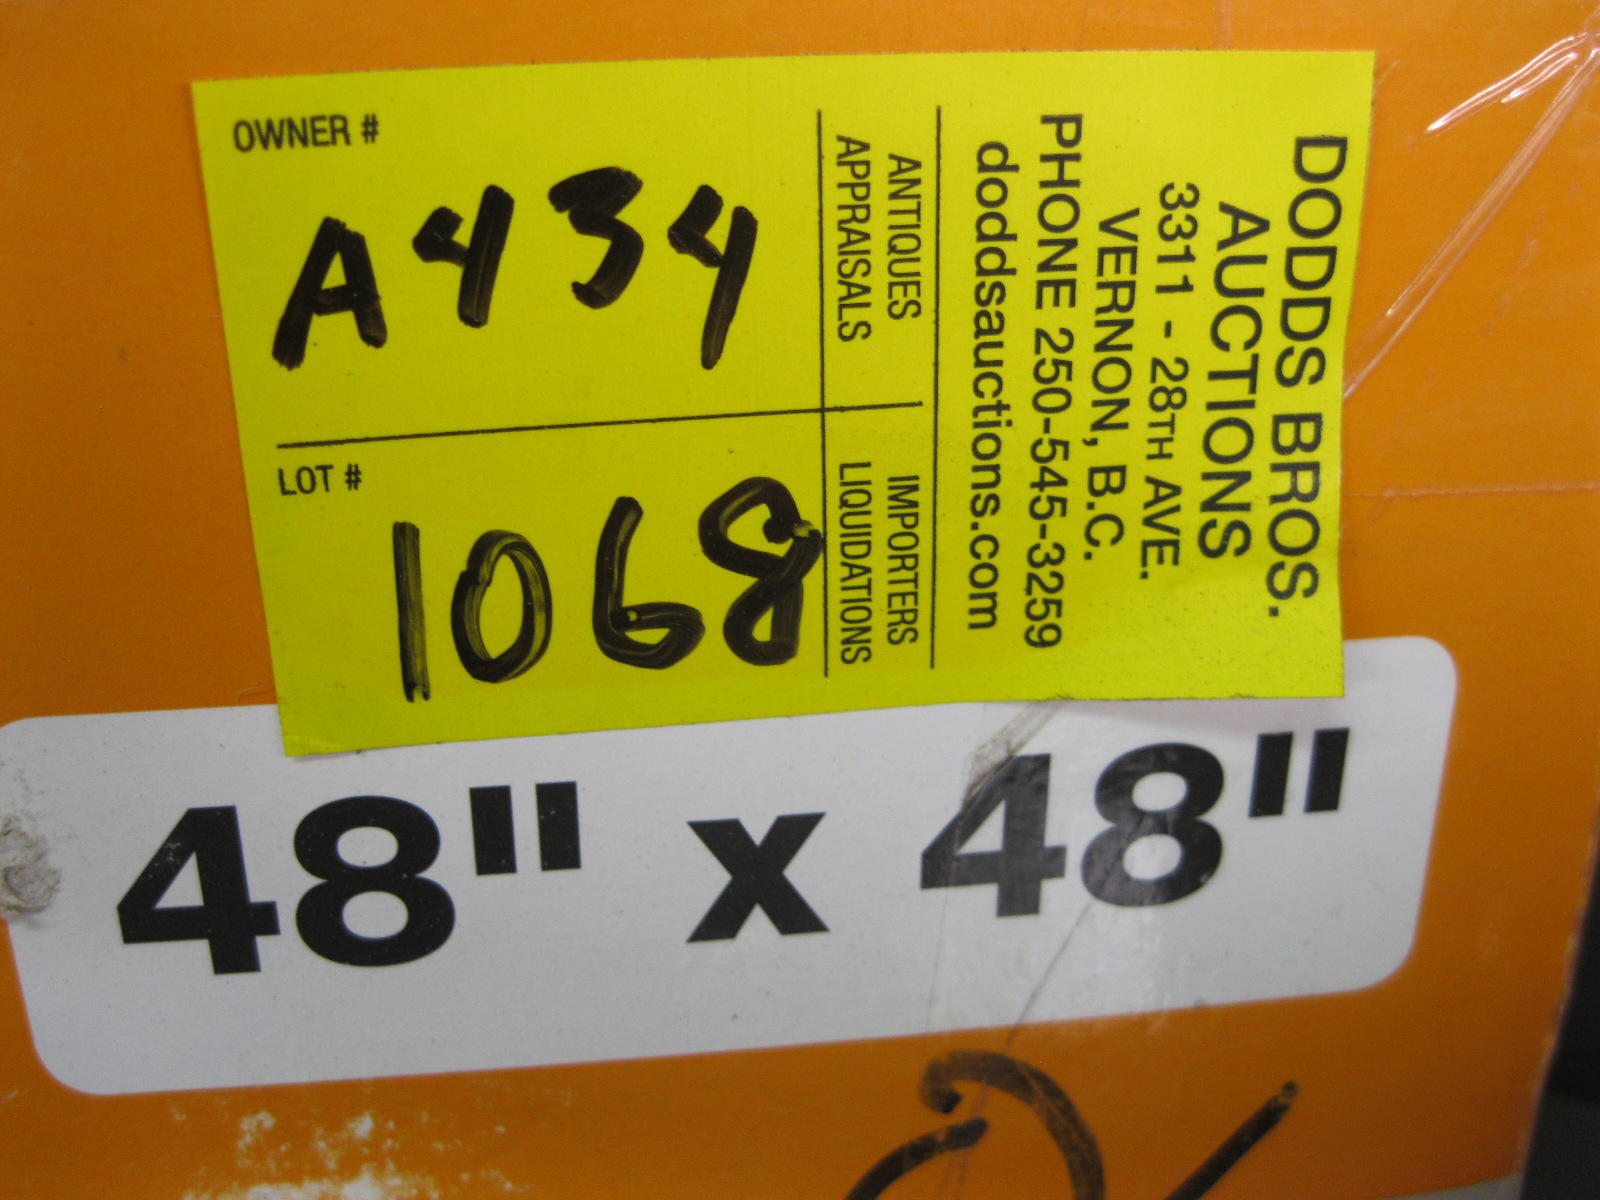 OWNER #
A434
LOT #
1068
ANTIQUES
APPRAISALS
IMPORTERS
LIQUIDATIONS
DODDS BROS.
AUCTIONS
3311 - 28TH AVE.
VERNON, B.C.
PHONE 250-545-3259
doddsauctions.com
48" x 48"